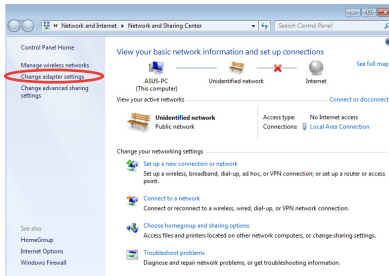 « Network and Internet ▸ Network and Sharing Center
Search Control Panel
Control Panel Home
Manage wireless networks
Change adapter settings
Change advanced sharing
settings
See also
HomeGroup
Internet Options
Windows Firewall
View your basic network information and set up connections
See full map
ASUS-PC
(This computer)
Unidentified network
Internet
View your active networks
Connect or disconnect
Unidentified network
Public network
Access type: No Internet access
Connections: Local Area Connection
Change your networking settings
Set up a new connection or network
Set up a wireless, broadband, dial-up, ad hoc, or VPN connection; or set up a router or access
point.
Connect to a network
Connect or reconnect to a wireless, wired, dial-up, or VPN network connection.
Choose homegroup and sharing options
Access files and printers located on other network computers, or change sharing settings.
Troubleshoot problems
Diagnose and repair network problems, or get troubleshooting information.